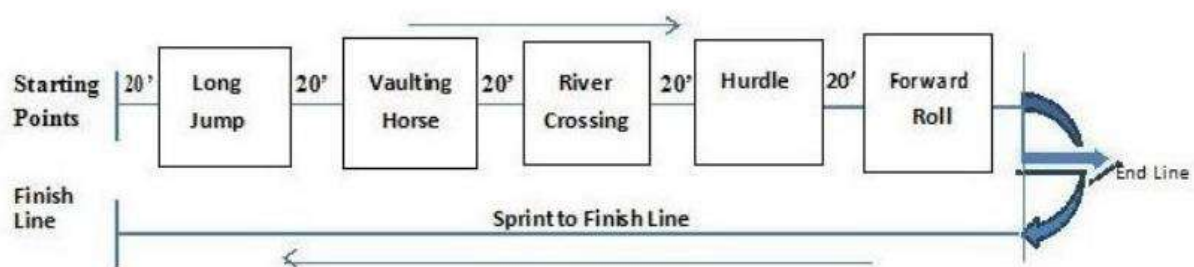 Starting
Points
20’
Long
Jump
20’
Vaulting
Horse
20’
River
Crossing
20’
Hurdle
20′
Forward
Roll
End Line
Finish
Line
Sprint to Finish Line